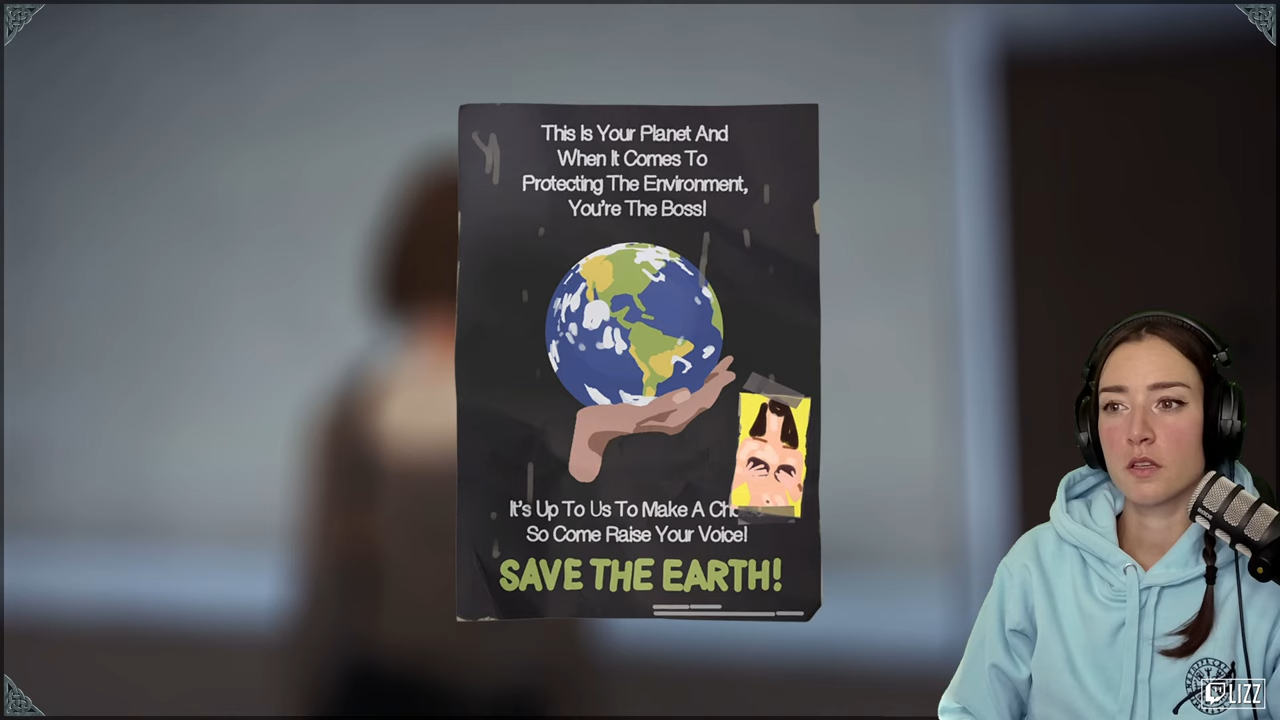 This Is Your Planet And
When It Comes To
Protecting The Environment,
You're The Boss!
It's Up To Us To Make A
So Come Raise Your Voice!
SAVE THE EARTH!
LIZZ